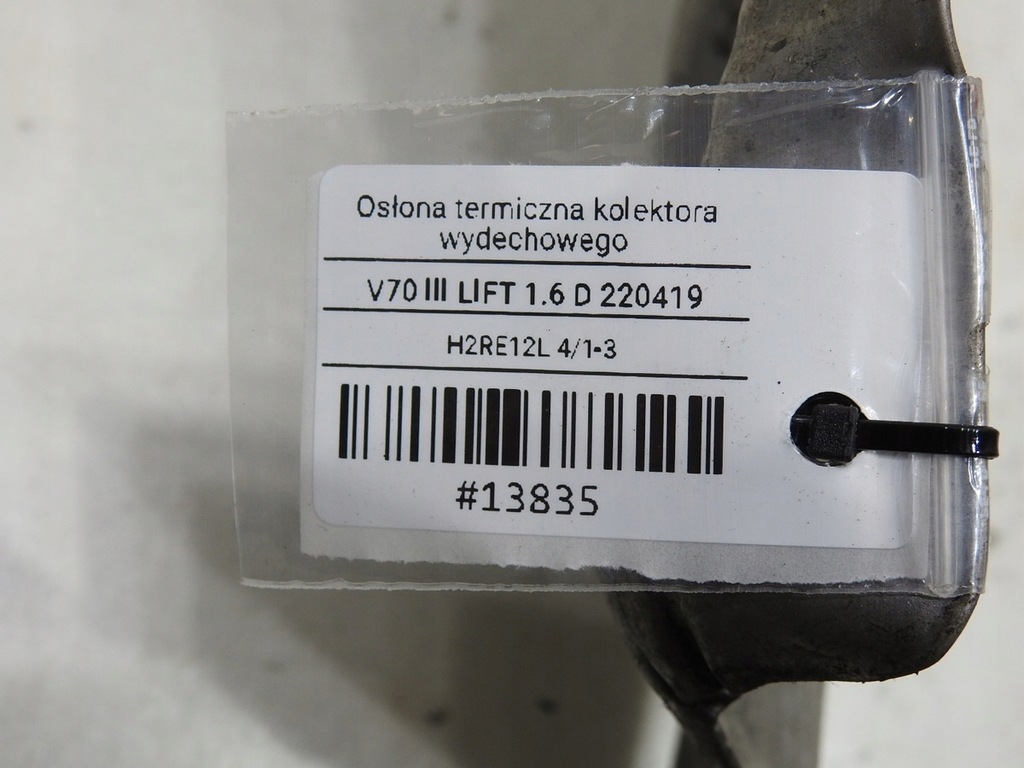 Osłona termiczna kolektora
wydechowego
V70 III LIFT 1.6 D 220419
H2RE12L 4/1-3
#13835